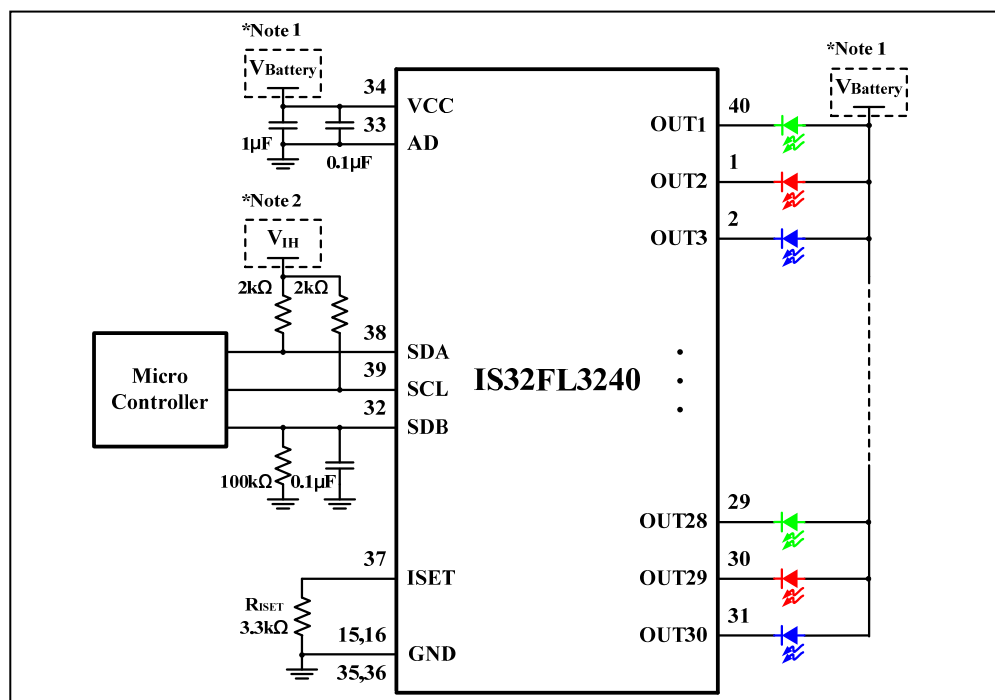 *Note 1
VBattery
34
VCC
33
AD
1µF
0.1µF
*Note 2
VIH
2kΩ 2kΩ
38
SDA
39
SCL
32
SDB
Micro
Controller
100kΩ 0.1µF
37
ISET
RISET
3.3kΩ
15,16
GND
35,36
IS32FL3240
*Note 1
VBattery
40
OUT1
1
OUT2
2
OUT3
29
OUT28
30
OUT29
31
OUT30